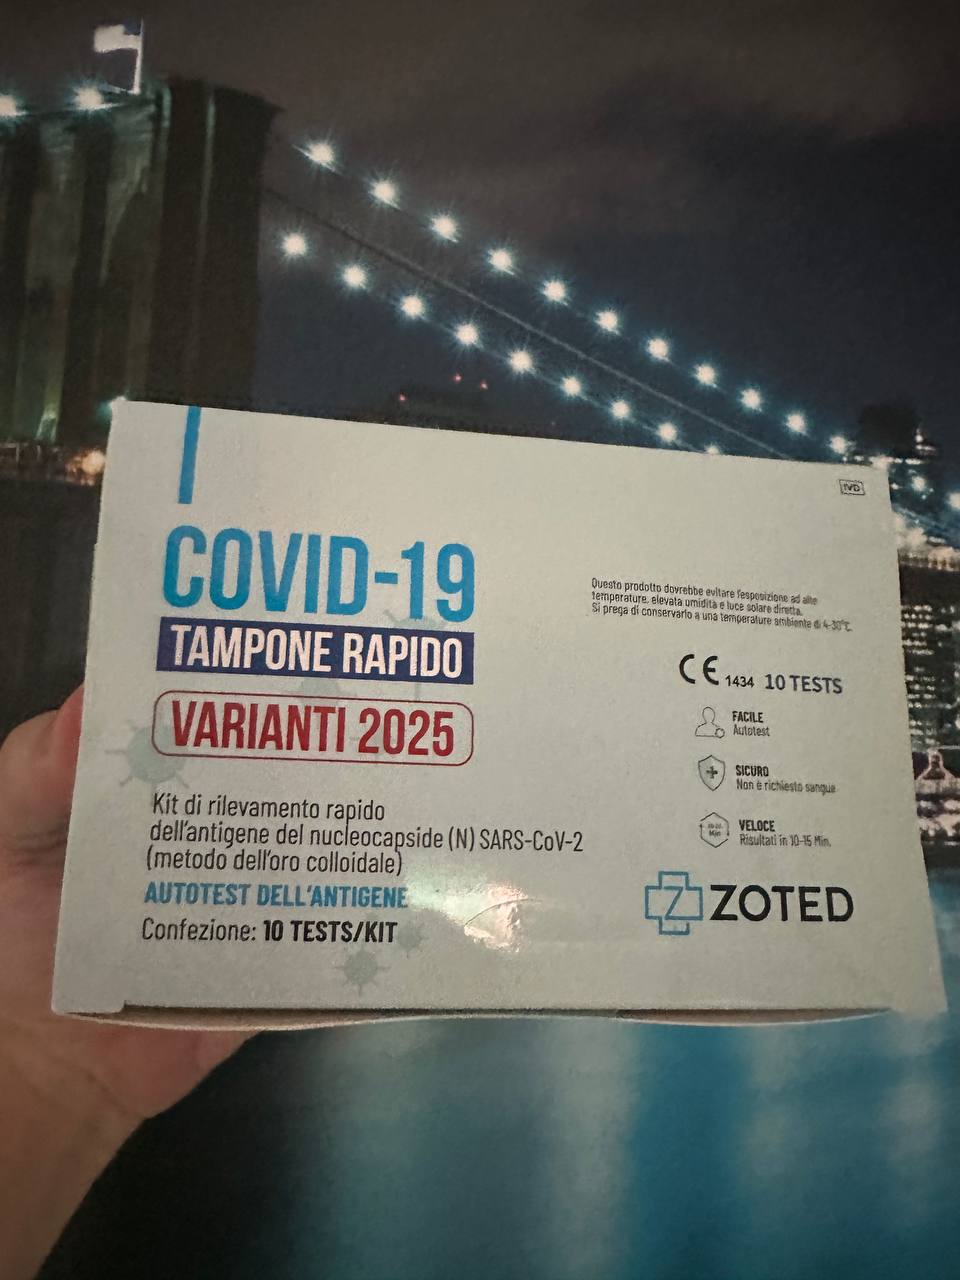 IVD
COVID-19
TAMPONE RAPIDO
VARIANTI 2025
Kit di rilevamento rapido
dell'antigene del nucleocapside (N) SARS-CoV-2
(metodo dell'oro colloidale)
AUTOTEST DELL'ANTIGENE
Confezione: 10 TESTS/KIT
Questo prodotto dovrebbe evitare l'esposizione ad alte
temperature, elevata umidità e luce solare diretta.
Si prega di conservarlo a una temperature ambiente di 4-30°C.
CE 1434 10 TESTS
FACILE
Autotest
SICURO
Non è richiesto sangue
VELOCE
Risultati in 10-15 Min.
Min
Z ZOTED